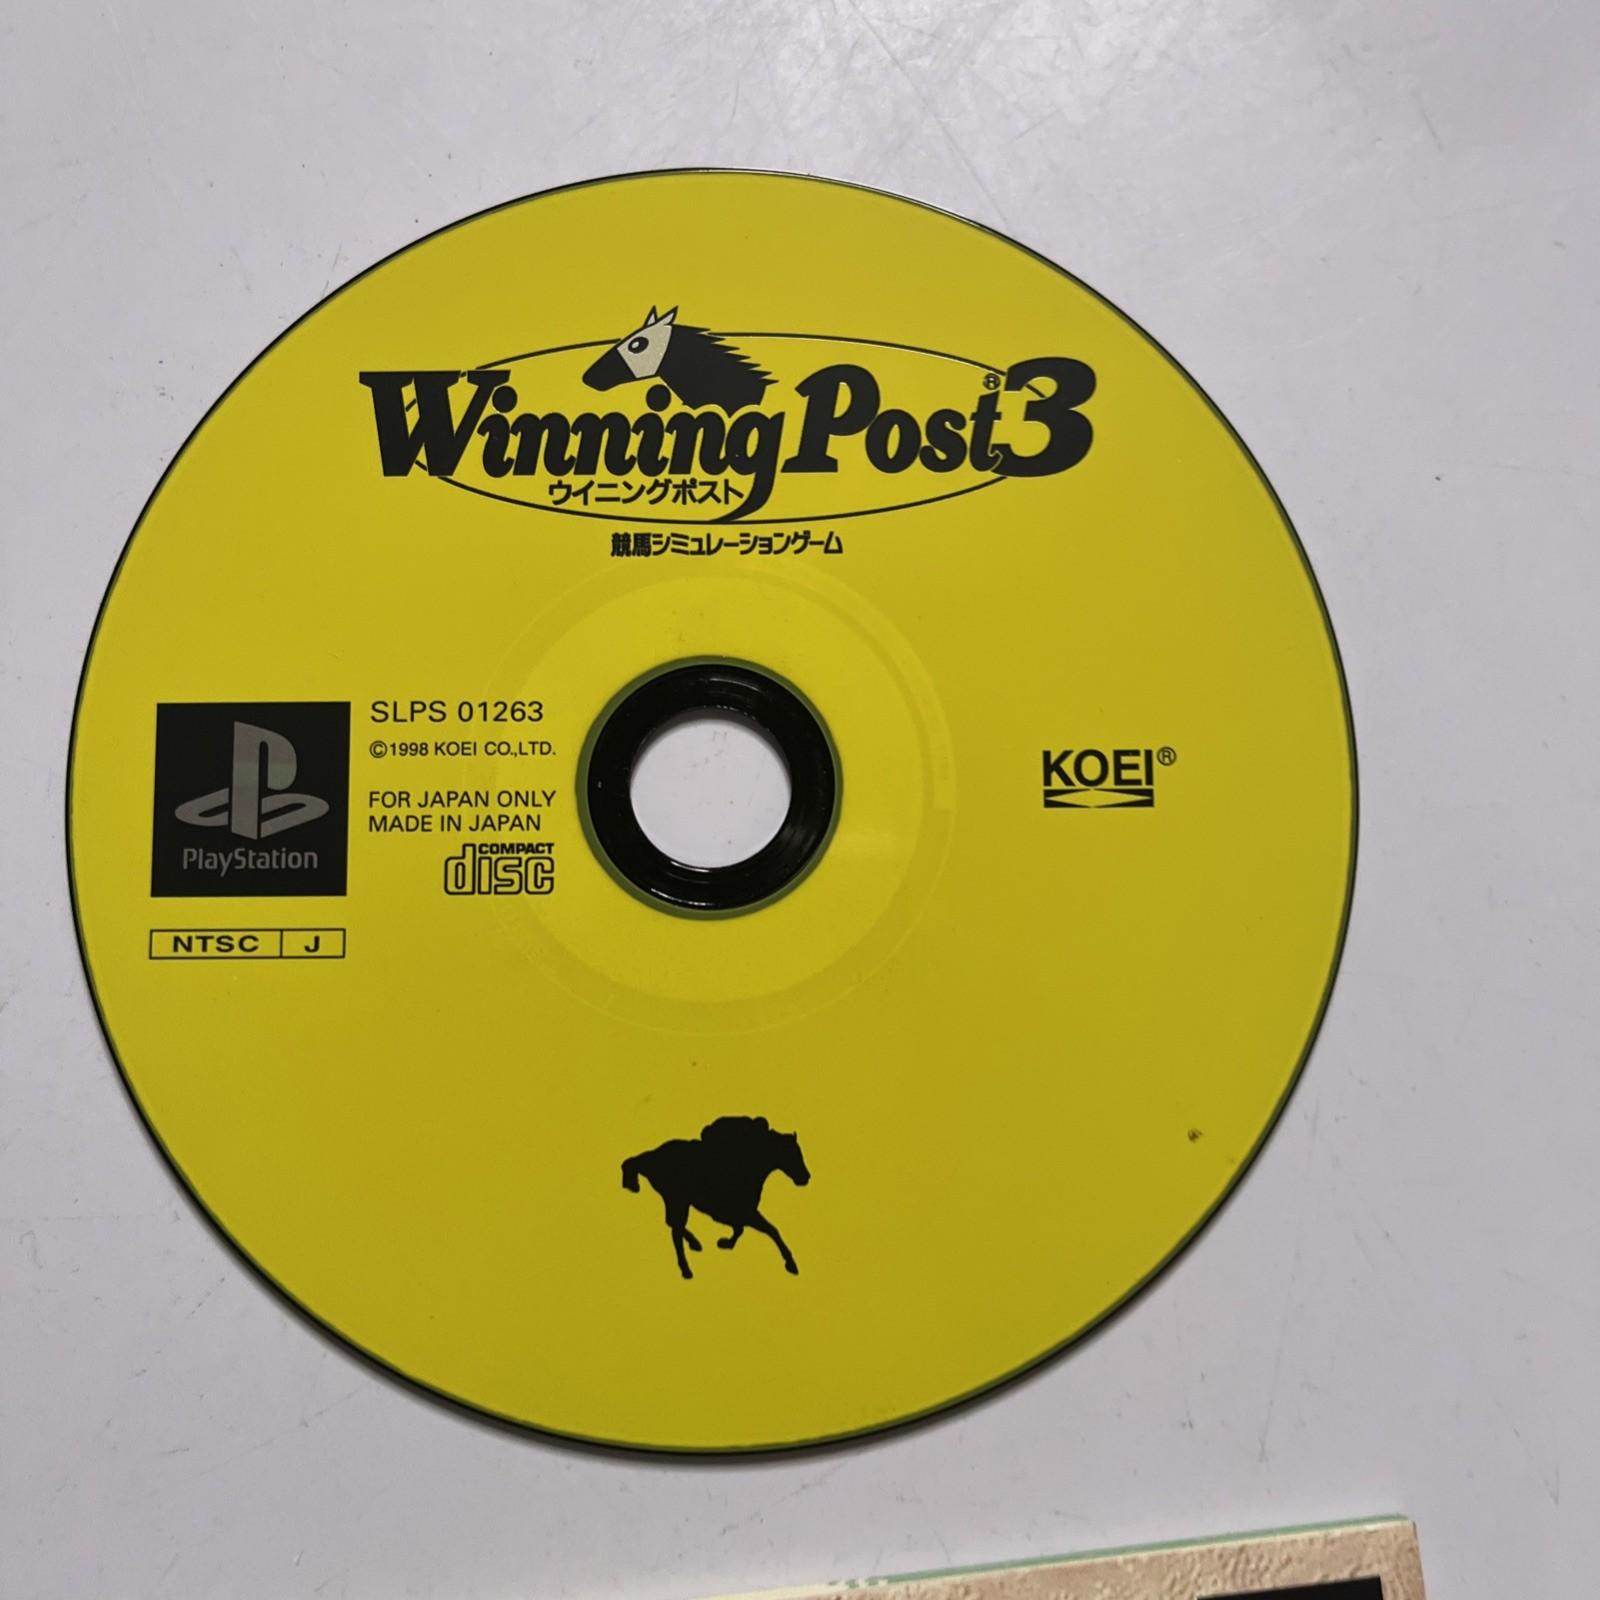 Winning Post®3
ウイニングポスト
競馬シミュレーションゲーム
SLPS 01263
©1998 KOEI CO.,LTD.
FOR JAPAN ONLY
MADE IN JAPAN
COMPACT
disc
PlayStation
NTSC J
KOEI®